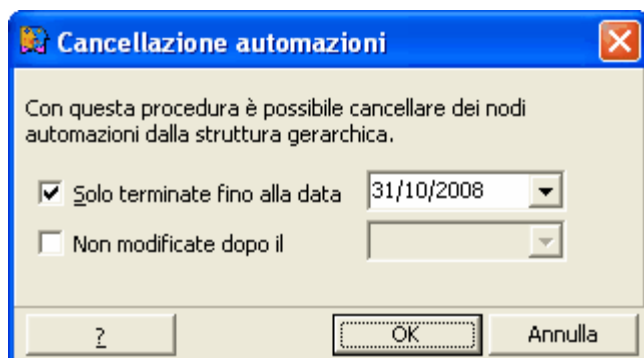 Cancellazione automazioni
Con questa procedura è possibile cancellare dei nodi
automazioni dalla struttura gerarchica.
Solo terminate fino alla data 31/10/2008
Non modificate dopo il
? OK Annulla